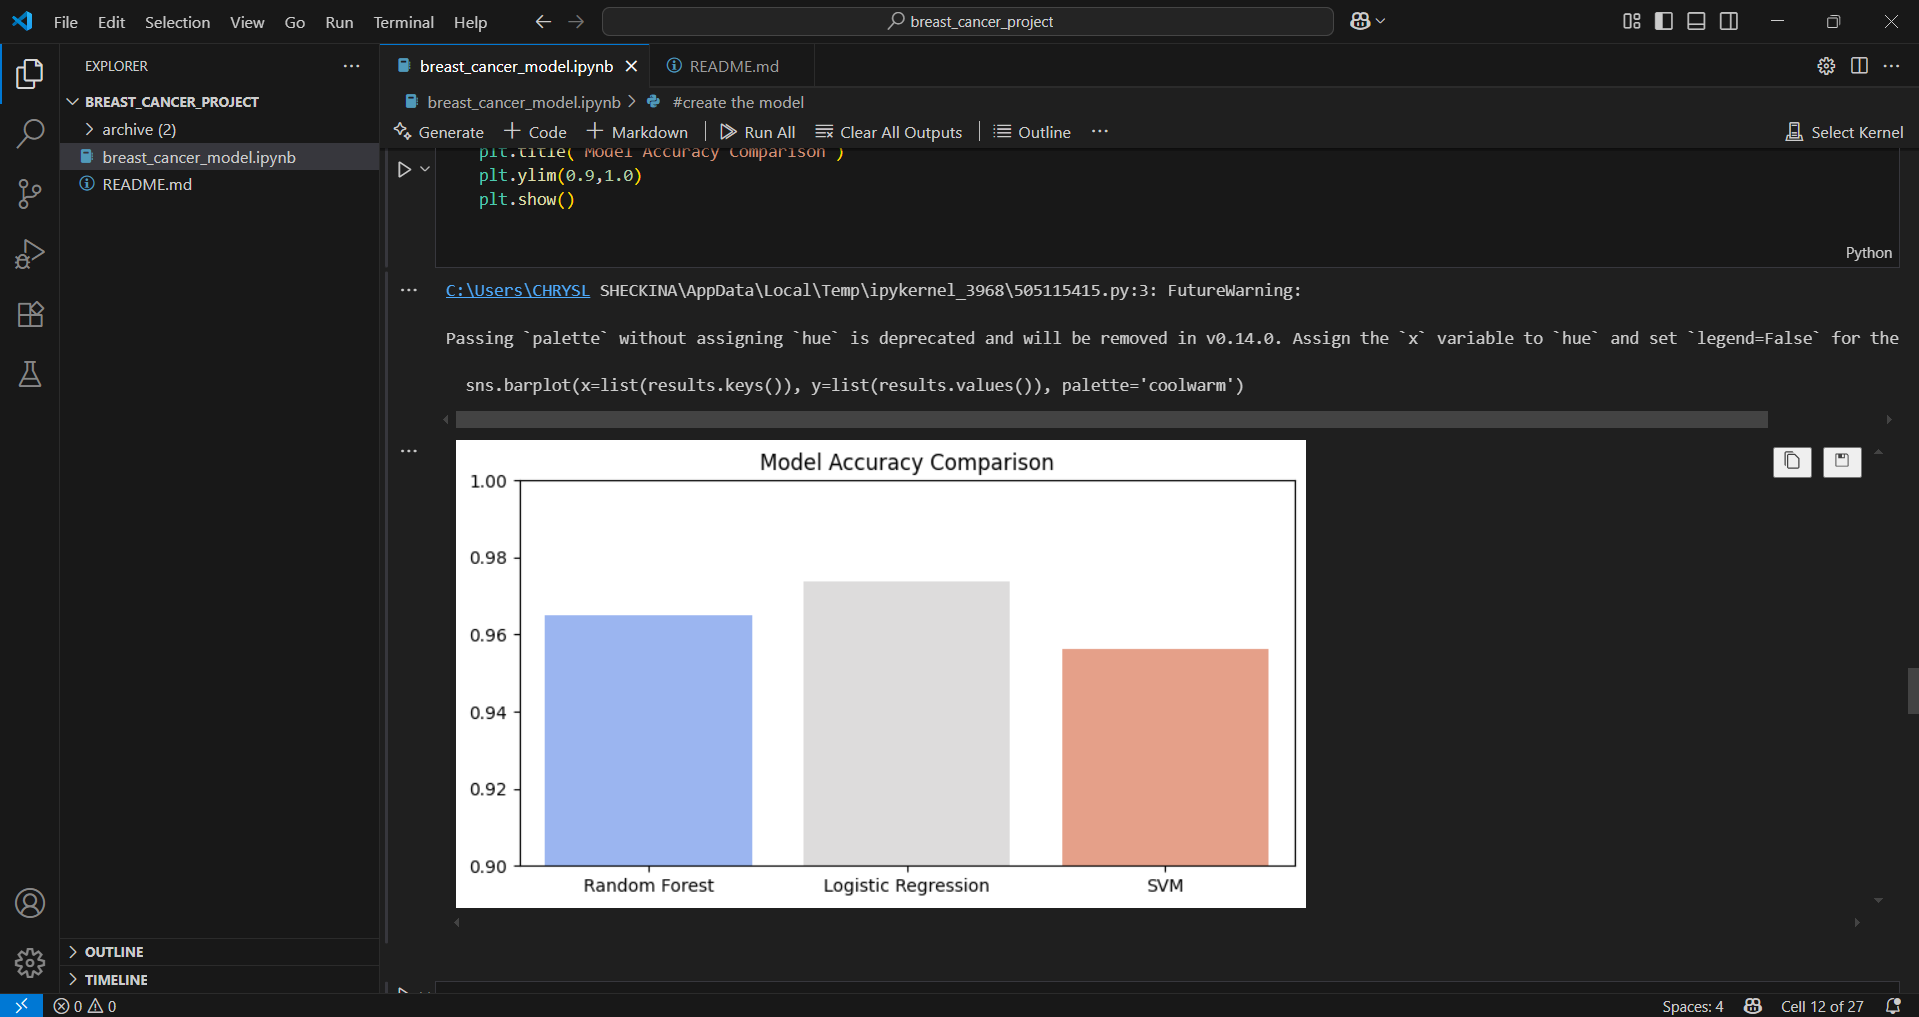 File Edit Selection View Go Run Terminal Help
breast_cancer_project
EXPLORER
BREAST_CANCER_PROJECT
archive (2)
breast_cancer_model.ipynb
README.md
OUTLINE
TIMELINE
breast_cancer_model.ipynb README.md
breast_cancer_model.ipynb > #create the model
Generate + Code + Markdown Run All Clear All Outputs Outline ... Select Kernel
plt.title('Model Accuracy Comparison')
plt.ylim(0.9,1.0)
plt.show()
Python
C:\Users\CHRYSL SHECKINA\AppData\Local\Temp\ipykernel_3968\505115415.py:3: FutureWarning:
Passing `palette` without assigning `hue` is deprecated and will be removed in v0.14.0. Assign the `x` variable to `hue` and set `legend=False` for the
sns.barplot(x=list(results.keys()), y=list(results.values()), palette='coolwarm')
Model Accuracy Comparison
1.00
0.98
0.96
0.94
0.92
0.90
Random Forest Logistic Regression SVM
0 0 Spaces: 4 Cell 12 of 27